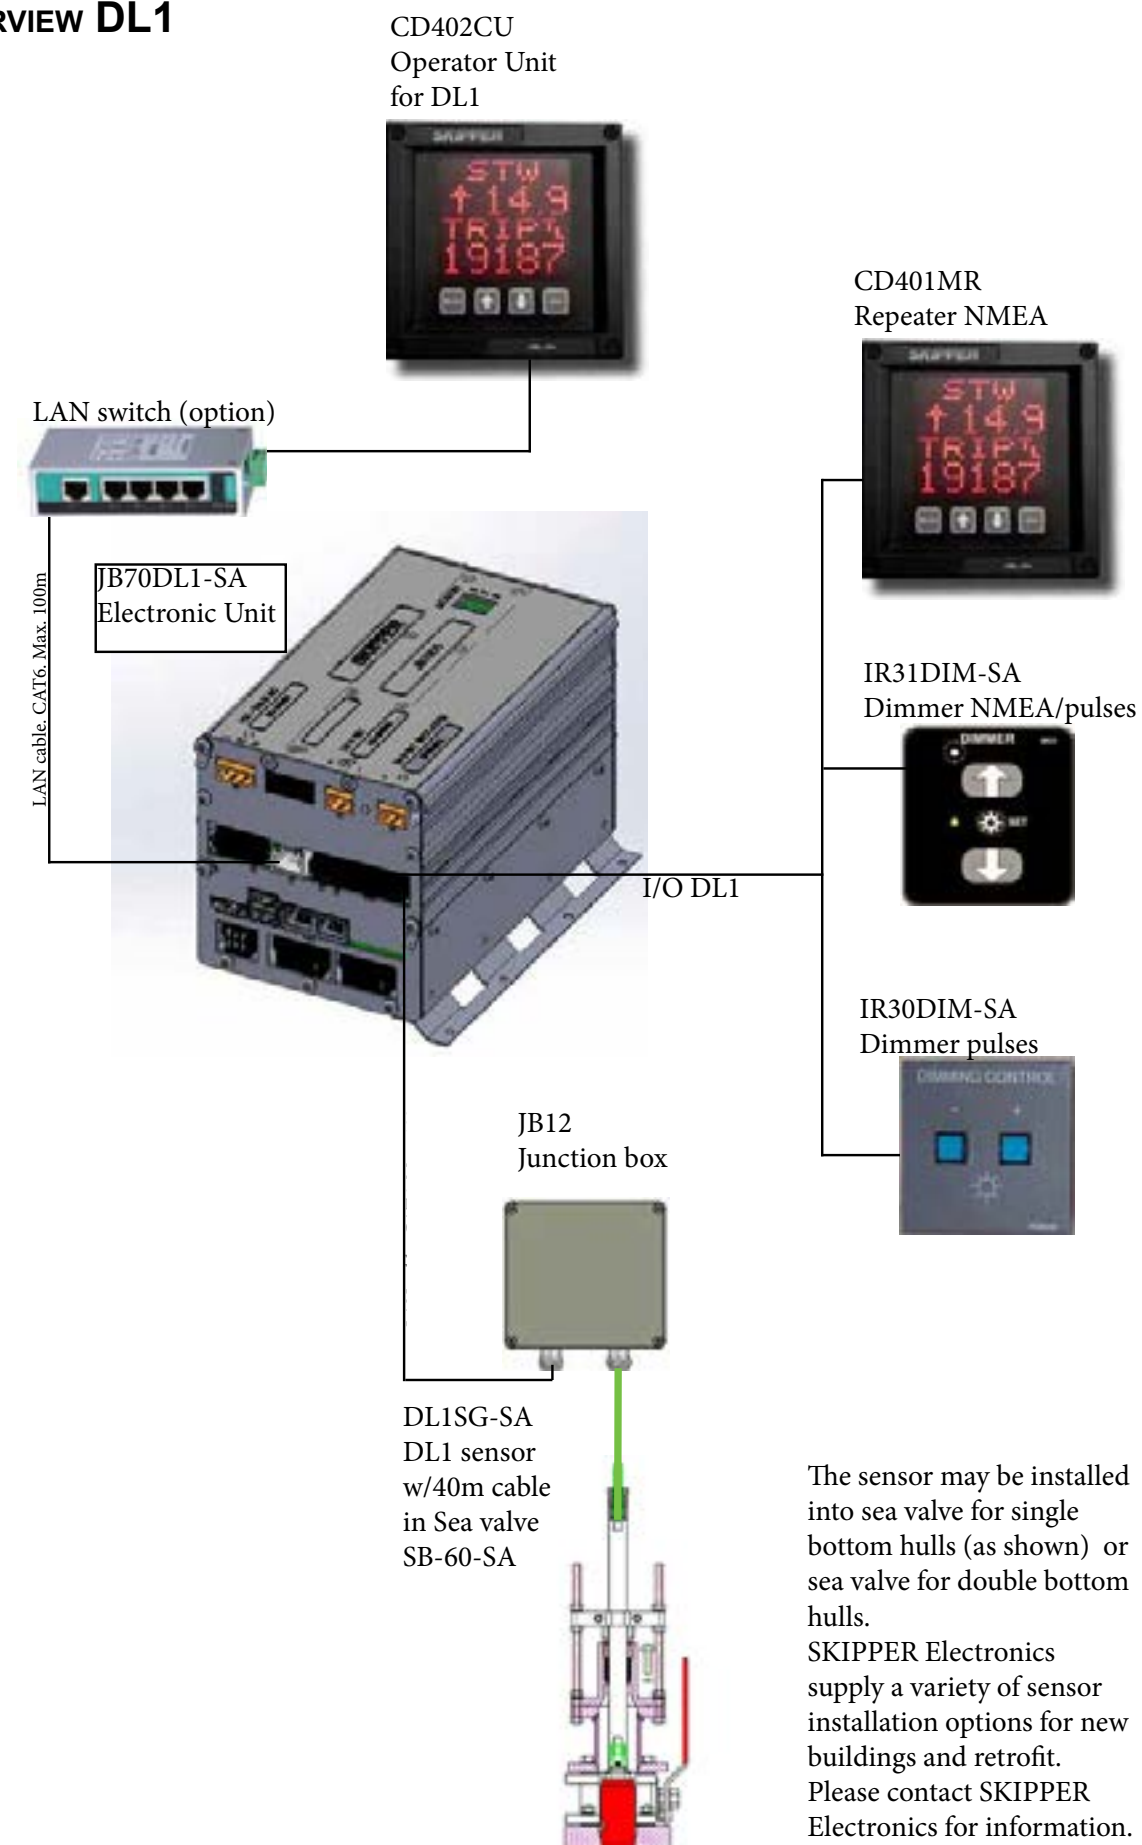 RVIEW DL1
CD402CU
Operator Unit
for DL1
SKIPPER
STW
↑14.9
TRIP
19187
CD401MR
Repeater NMEA
SKIPPER
STW
↑14.9
TRIP
19187
LAN switch (option)
LAN cable. CAT6. Max. 100m
JB70DL1-SA
Electronic Unit
SKIPPER
I/O DL1
IR31DIM-SA
Dimmer NMEA/pulses
DIMMER
SET
IR30DIM-SA
Dimmer pulses
DIMMING CONTROL
- +
JB12
Junction box
DL1SG-SA
DL1 sensor
w/40m cable
in Sea valve
SB-60-SA
The sensor may be installed
into sea valve for single
bottom hulls (as shown) or
sea valve for double bottom
hulls.
SKIPPER Electronics
supply a variety of sensor
installation options for new
buildings and retrofit.
Please contact SKIPPER
Electronics for information.